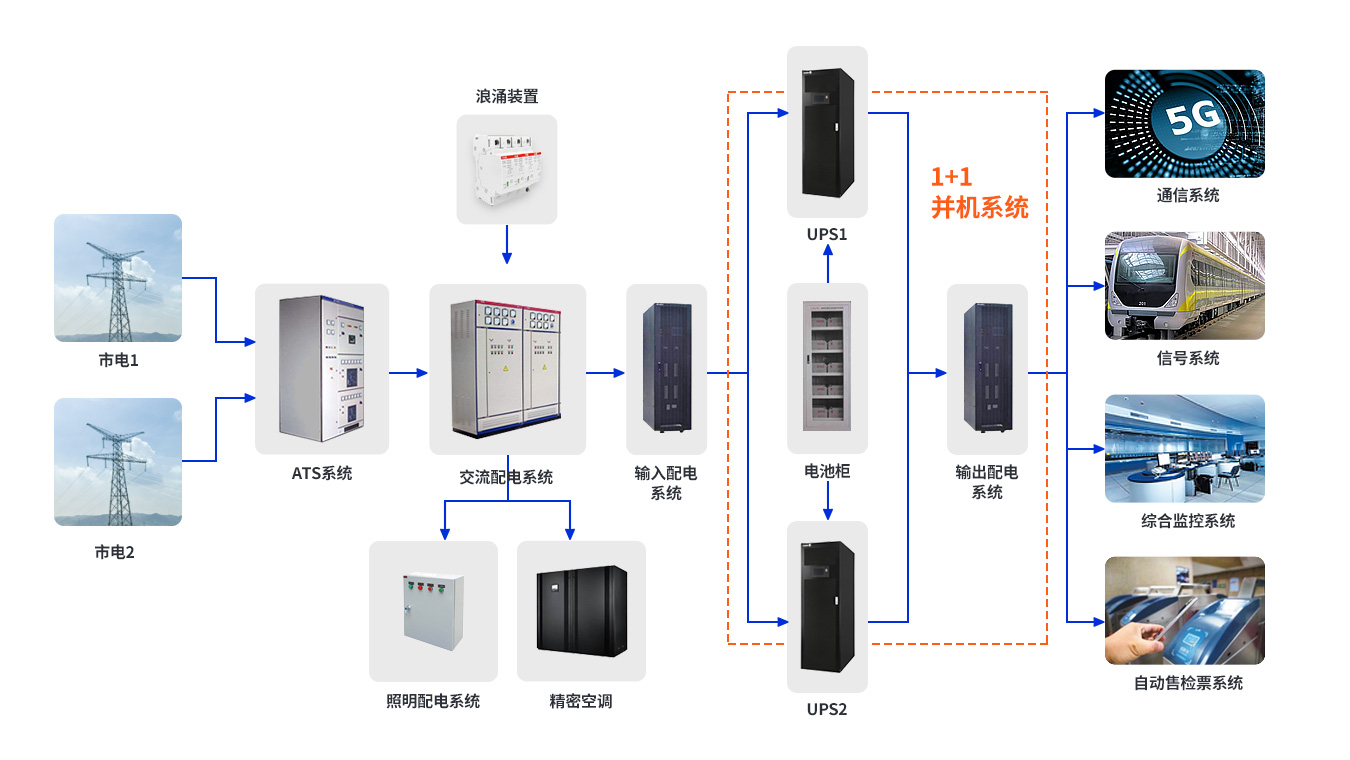 浪涌装置
市电1
市电2
ATS系统
交流配电系统
照明配电系统
精密空调
输入配电
系统
UPS1
电池柜
UPS2
1+1
并机系统
输出配电
系统
5G
通信系统
201
信号系统
综合监控系统
自动售检票系统